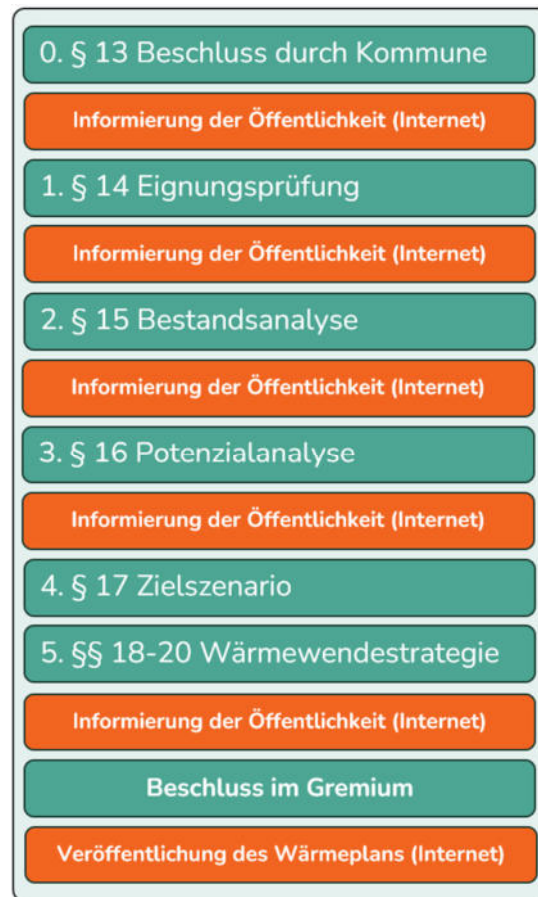 0. § 13 Beschluss durch Kommune
Informierung der Öffentlichkeit (Internet)
1. § 14 Eignungsprüfung
Informierung der Öffentlichkeit (Internet)
2. § 15 Bestandsanalyse
Informierung der Öffentlichkeit (Internet)
3. § 16 Potenzialanalyse
Informierung der Öffentlichkeit (Internet)
4. § 17 Zielszenario
5. §§ 18-20 Wärmewendestrategie
Informierung der Öffentlichkeit (Internet)
Beschluss im Gremium
Veröffentlichung des Wärmeplans (Internet)